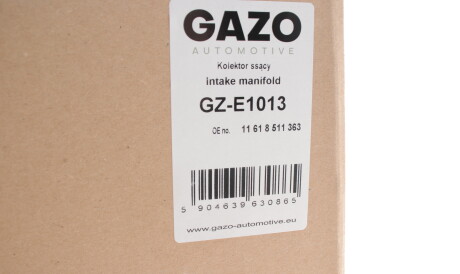 GAZO
AUTOMOTIVE
Kolektor ssący
intake manifold
GZ-E1013
OE no. 11 61 8 511 363
5 904639 630865
www.gazo-automotive.eu